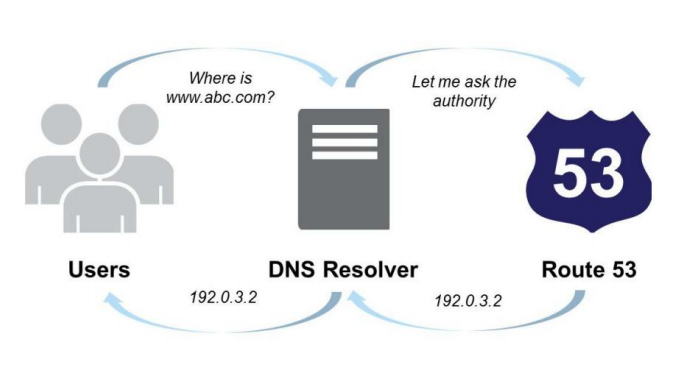 Where is
www.abc.com?
Let me ask the
authority
53
Users
DNS Resolver
Route 53
192.0.3.2
192.0.3.2